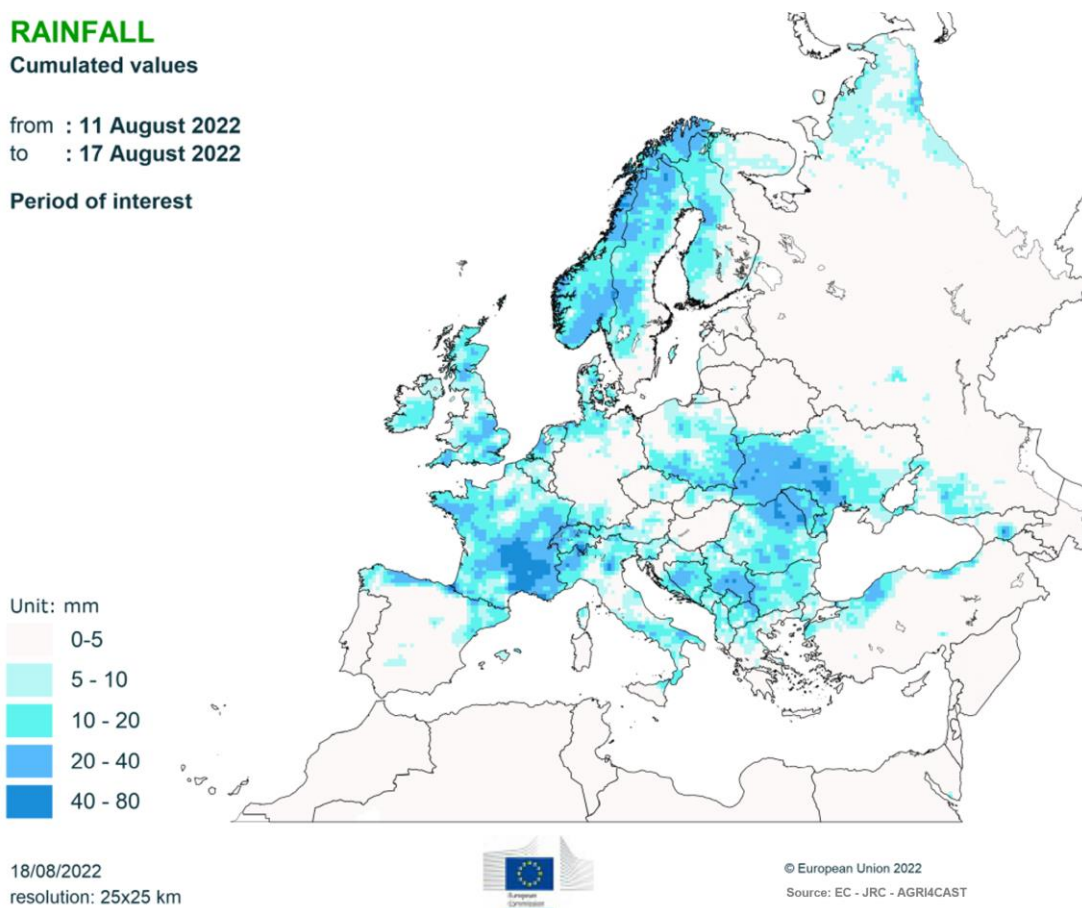 RAINFALL
Cumulated values
from : 11 August 2022
to : 17 August 2022
Period of interest
Unit: mm
0-5
5 - 10
10 - 20
20 - 40
40 - 80
18/08/2022
resolution: 25x25 km
European
Commission
© European Union 2022
Source: EC - JRC - AGRI4CAST